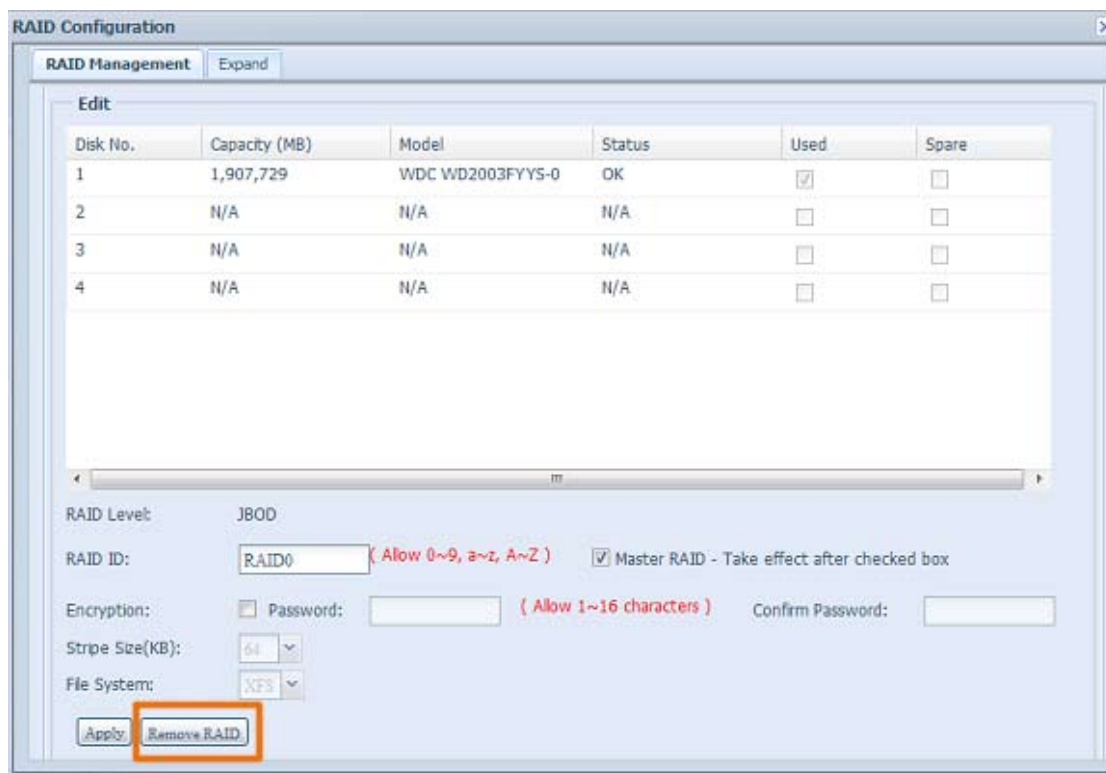 RAID Configuration
RAID Management Expand
Edit
Disk No. Capacity (MB) Model Status Used Spare
1 1,907,729 WDC WD2003FYYS-0 OK
2 N/A N/A N/A
3 N/A N/A N/A
4 N/A N/A N/A
RAID Level: JBOD
RAID ID: RAID0 ( Allow 0~9, a~z, A~Z ) Master RAID - Take effect after checked box
Encryption: Password: ( Allow 1~16 characters ) Confirm Password:
Stripe Size(KB): 64
File System: XFS
Apply Remove RAID